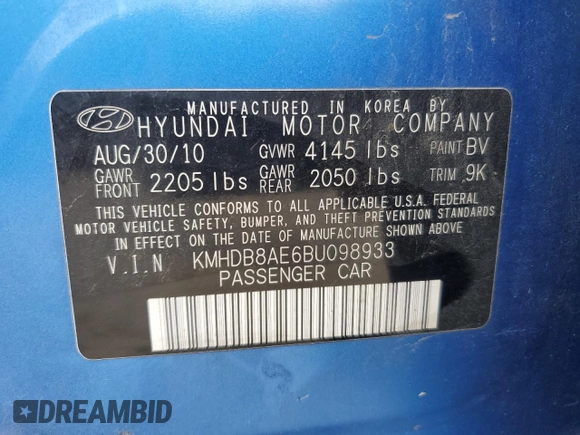 MANUFACTURED IN KOREA BY
HYUNDAI MOTOR COMPANY
AUG/30/10 GVWR 4145 lbs PAINT BV
GAWR FRONT 2205 lbs GAWR REAR 2050 lbs TRIM 9K
THIS VEHICLE CONFORMS TO ALL APPLICABLE U.S.A. FEDERAL
MOTOR VEHICLE SAFETY, BUMPER, AND THEFT PREVENTION STANDARDS
IN EFFECT ON THE DATE OF MANUFACTURE SHOWN ABOVE.
V.I.N KMHDB8AE6BU098933
PASSENGER CAR
DREAMBID